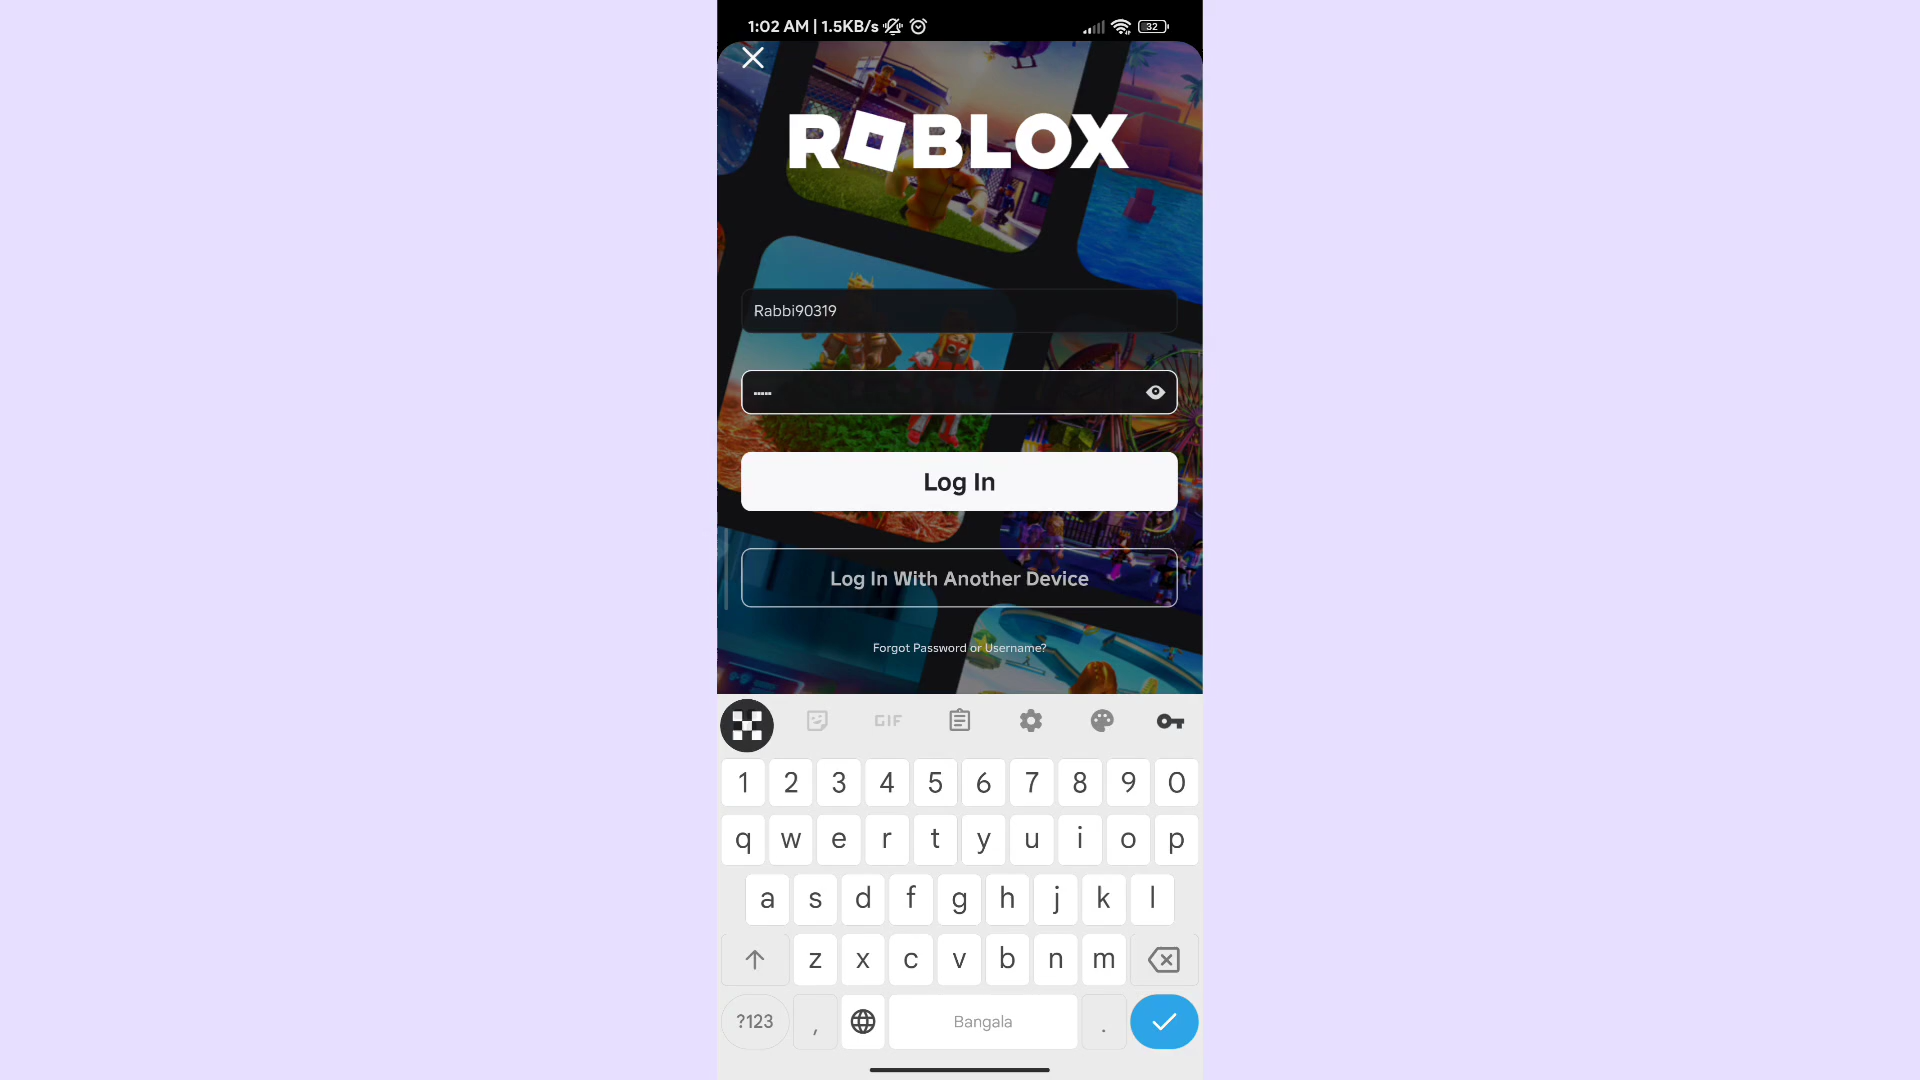 1:02 AM | 1.5KB/s 32
ROBLOX
Rabbi90319
•••••
Log In
Log In With Another Device
Forgot Password or Username?
GIF
1 2 3 4 5 6 7 8 9 0
q w e r t y u i o p
a s d f g h j k l
z x c v b n m
?123 , Bangala .